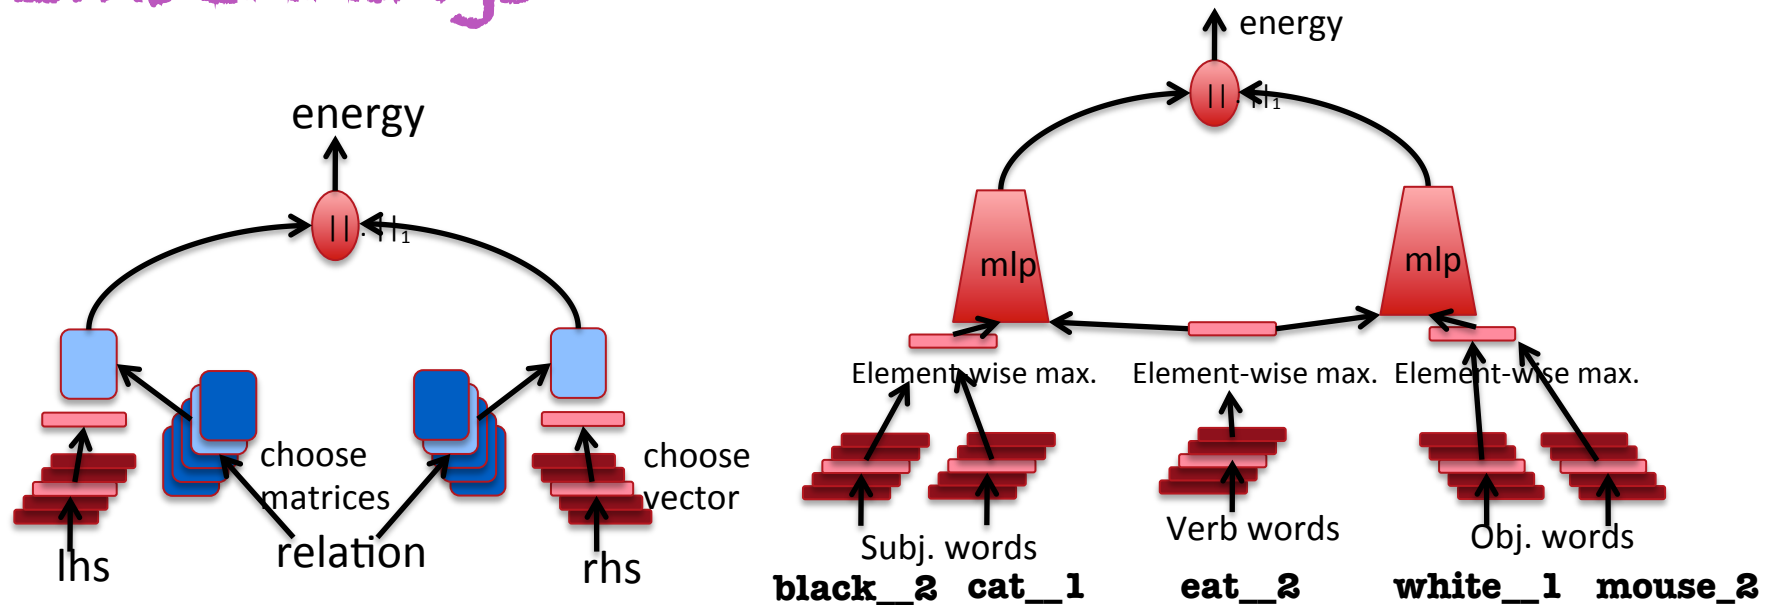 energy
|| . ||₁
choose
matrices
choose
vector
lhs
relation
rhs
energy
|| . ||₁
mlp
mlp
Element-wise max.
Element-wise max.
Element-wise max.
Subj. words
Verb words
Obj. words
black__2
cat__1
eat__2
white__1
mouse_2